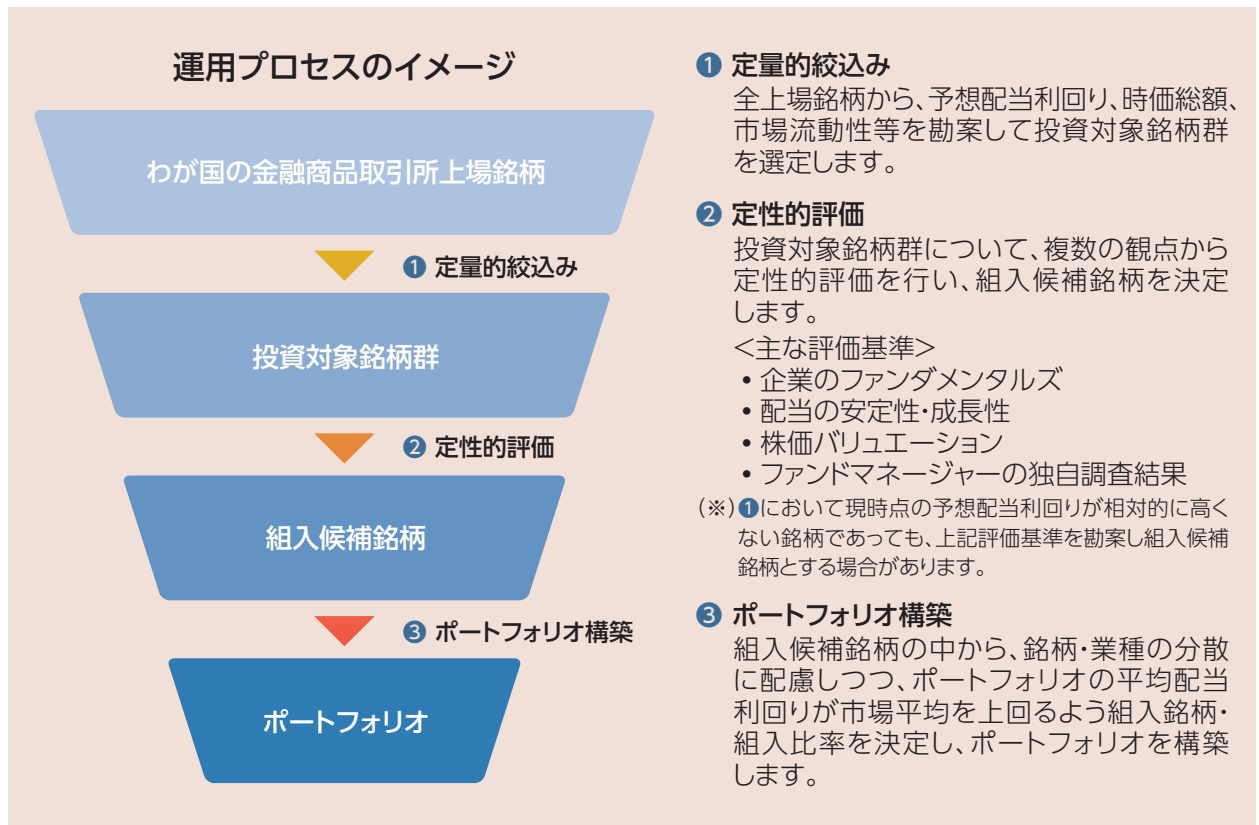 運用プロセスのイメージ
わが国の金融商品取引所上場銘柄
❶ 定量的絞込み
投資対象銘柄群
❷ 定性的評価
組入候補銘柄
❸ ポートフォリオ構築
ポートフォリオ
❶ 定量的絞込み
全上場銘柄から、予想配当利回り、時価総額、
市場流動性等を勘案して投資対象銘柄群
を選定します。
❷ 定性的評価
投資対象銘柄群について、複数の観点から
定性的評価を行い、組入候補銘柄を決定
します。
＜主な評価基準＞
• 企業のファンダメンタルズ
• 配当の安定性・成長性
• 株価バリュエーション
• ファンドマネージャーの独自調査結果
（※）❶において現時点の予想配当利回りが相対的に高く
ない銘柄であっても、上記評価基準を勘案し組入候補
銘柄とする場合があります。
❸ ポートフォリオ構築
組入候補銘柄の中から、銘柄・業種の分散
に配慮しつつ、ポートフォリオの平均配当
利回りが市場平均を上回るよう組入銘柄・
組入比率を決定し、ポートフォリオを構築
します。